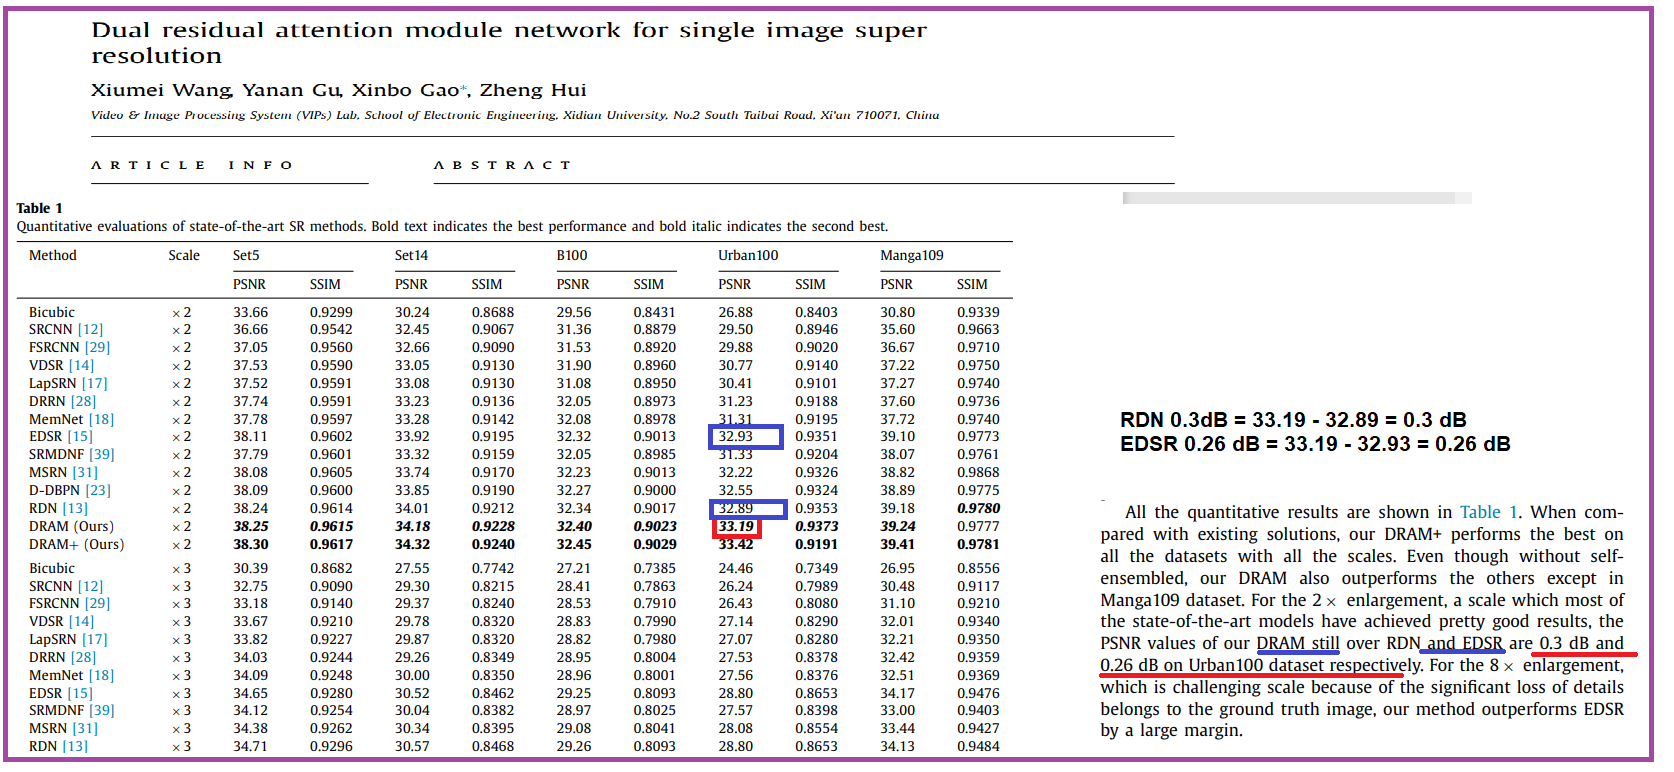 Dual residual attention module network for single image super
resolution
Xiumei Wang, Yanan Gu, Xinbo Gao*, Zheng Hui
Video & Image Processing System (VIPs) Lab, School of Electronic Engineering, Xidian University, No.2 South Taibai Road, Xi'an 710071, China
ARTICLE INFO ABSTRACT
Table 1
Quantitative evaluations of state-of-the-art SR methods. Bold text indicates the best performance and bold italic indicates the second best.
Method Scale Set5 Set14 B100 Urban100 Manga109
PSNR SSIM PSNR SSIM PSNR SSIM PSNR SSIM PSNR SSIM
Bicubic ×2 33.66 0.9299 30.24 0.8688 29.56 0.8431 26.88 0.8403 30.80 0.9339
SRCNN [12] ×2 36.66 0.9542 32.45 0.9067 31.36 0.8879 29.50 0.8946 35.60 0.9663
FSRCNN [29] ×2 37.05 0.9560 32.66 0.9090 31.53 0.8920 29.88 0.9020 36.67 0.9710
VDSR [14] ×2 37.53 0.9590 33.05 0.9130 31.90 0.8960 30.77 0.9140 37.22 0.9750
LapSRN [17] ×2 37.52 0.9591 33.08 0.9130 31.08 0.8950 30.41 0.9101 37.27 0.9740
DRRN [28] ×2 37.74 0.9591 33.23 0.9136 32.05 0.8973 31.23 0.9188 37.60 0.9736
MemNet [18] ×2 37.78 0.9597 33.28 0.9142 32.08 0.8978 31.31 0.9195 37.72 0.9740
EDSR [15] ×2 38.11 0.9602 33.92 0.9195 32.32 0.9013 32.93 0.9351 39.10 0.9773
SRMDNF [39] ×2 37.79 0.9601 33.32 0.9159 32.05 0.8985 31.33 0.9204 38.07 0.9761
MSRN [31] ×2 38.08 0.9605 33.74 0.9170 32.23 0.9013 32.22 0.9326 38.82 0.9868
D-DBPN [23] ×2 38.09 0.9600 33.85 0.9190 32.27 0.9000 32.55 0.9324 38.89 0.9775
RDN [13] ×2 38.24 0.9614 34.01 0.9212 32.34 0.9017 32.89 0.9353 39.18 0.9780
DRAM (Ours) ×2 38.25 0.9615 34.18 0.9228 32.40 0.9023 33.19 0.9373 39.24 0.9777
DRAM+ (Ours) ×2 38.30 0.9617 34.32 0.9240 32.45 0.9029 33.42 0.9191 39.41 0.9781
Bicubic ×3 30.39 0.8682 27.55 0.7742 27.21 0.7385 24.46 0.7349 26.95 0.8556
SRCNN [12] ×3 32.75 0.9090 29.30 0.8215 28.41 0.7863 26.24 0.7989 30.48 0.9117
FSRCNN [29] ×3 33.18 0.9140 29.37 0.8240 28.53 0.7910 26.43 0.8080 31.10 0.9210
VDSR [14] ×3 33.67 0.9210 29.78 0.8320 28.83 0.7990 27.14 0.8290 32.01 0.9340
LapSRN [17] ×3 33.82 0.9227 29.87 0.8320 28.82 0.7980 27.07 0.8280 32.21 0.9350
DRRN [28] ×3 34.03 0.9244 29.26 0.8349 28.95 0.8004 27.53 0.8378 32.42 0.9359
MemNet [18] ×3 34.09 0.9248 30.00 0.8350 28.96 0.8001 27.56 0.8376 32.51 0.9369
EDSR [15] ×3 34.65 0.9280 30.52 0.8462 29.25 0.8093 28.80 0.8653 34.17 0.9476
SRMDNF [39] ×3 34.12 0.9254 30.04 0.8382 28.97 0.8025 27.57 0.8398 33.00 0.9403
MSRN [31] ×3 34.38 0.9262 30.34 0.8395 29.08 0.8041 28.08 0.8554 33.44 0.9427
RDN [13] ×3 34.71 0.9296 30.57 0.8468 29.26 0.8093 28.80 0.8653 34.13 0.9484
RDN 0.3dB = 33.19 - 32.89 = 0.3 dB
EDSR 0.26 dB = 33.19 - 32.93 = 0.26 dB
All the quantitative results are shown in Table 1. When com-
pared with existing solutions, our DRAM+ performs the best on
all the datasets with all the scales. Even though without self-
ensembled, our DRAM also outperforms the others except in
Manga109 dataset. For the 2× enlargement, a scale which most of
the state-of-the-art models have achieved pretty good results, the
PSNR values of our DRAM still over RDN and EDSR are 0.3 dB and
0.26 dB on Urban100 dataset respectively. For the 8× enlargement,
which is challenging scale because of the significant loss of details
belongs to the ground truth image, our method outperforms EDSR
by a large margin.